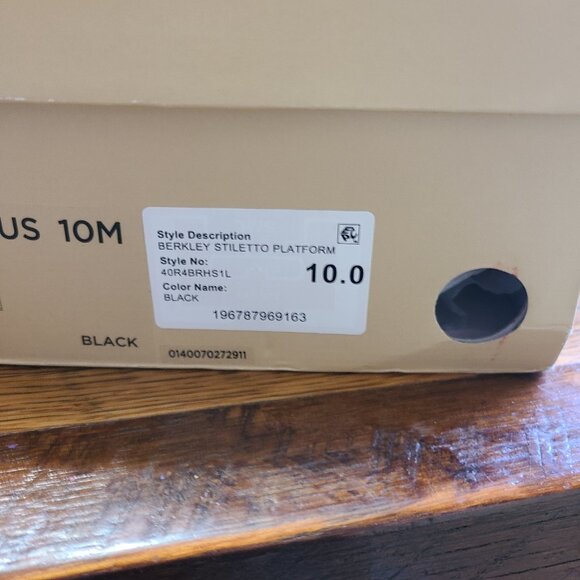 US 10M
Style Description
BERKLEY STILETTO PLATFORM
Style No:
40R4BRHS1L
10.0
Color Name:
BLACK
196787969163
BLACK
0140070272911